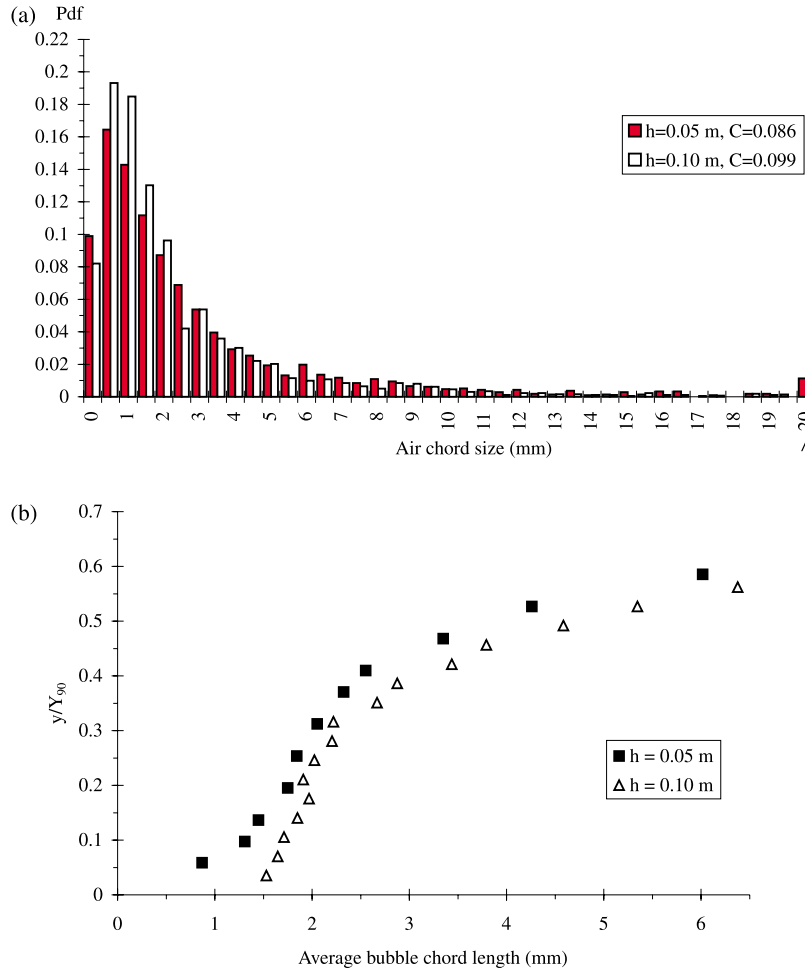 (a) Pdf
0.22
0.2
0.18
0.16
0.14
0.12
0.1
0.08
0.06
0.04
0.02
0
h=0.05 m, C=0.086
h=0.10 m, C=0.099
0 1 2 3 4 5 6 7 8 9 10 11 12 13 14 15 16 17 18 19 20
Air chord size (mm)
(b)
0.7
0.6
0.5
0.4
0.3
0.2
0.1
0
y/Y90
h = 0.05 m
h = 0.10 m
0 1 2 3 4 5 6
Average bubble chord length (mm)